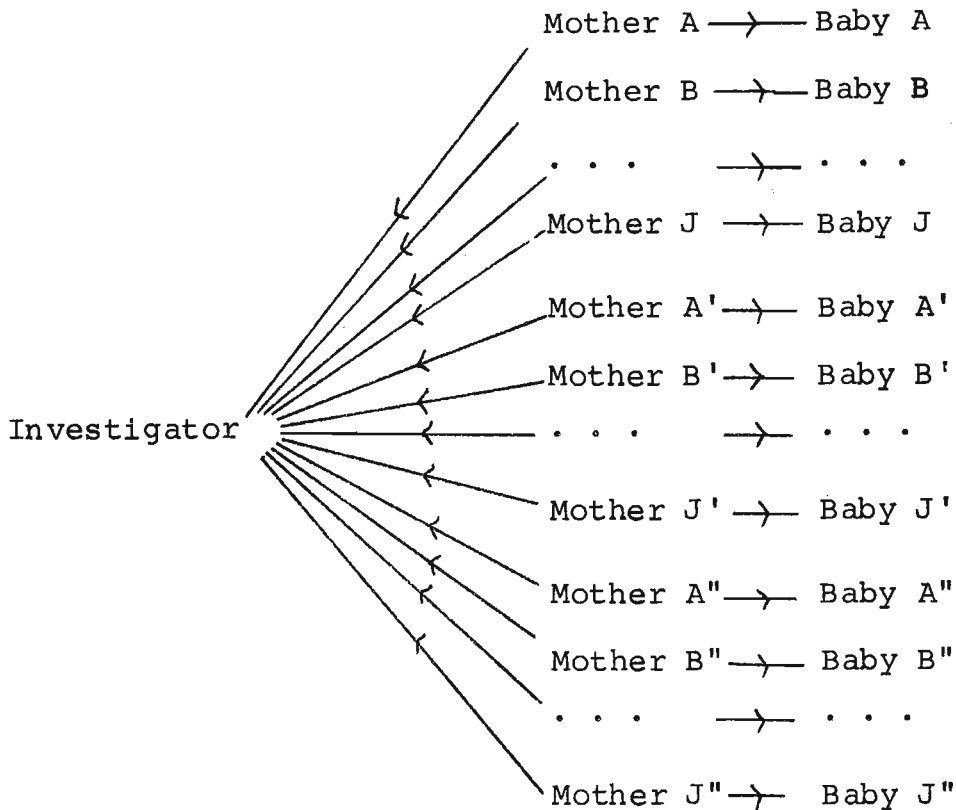 Mother A Baby A
Mother B Baby B
. . . . . .
Mother J Baby J
Mother A' Baby A'
Mother B' Baby B'
Investigator . . . . . .
Mother J' Baby J'
Mother A" Baby A"
Mother B" Baby B"
. . . . . .
Mother J" Baby J"